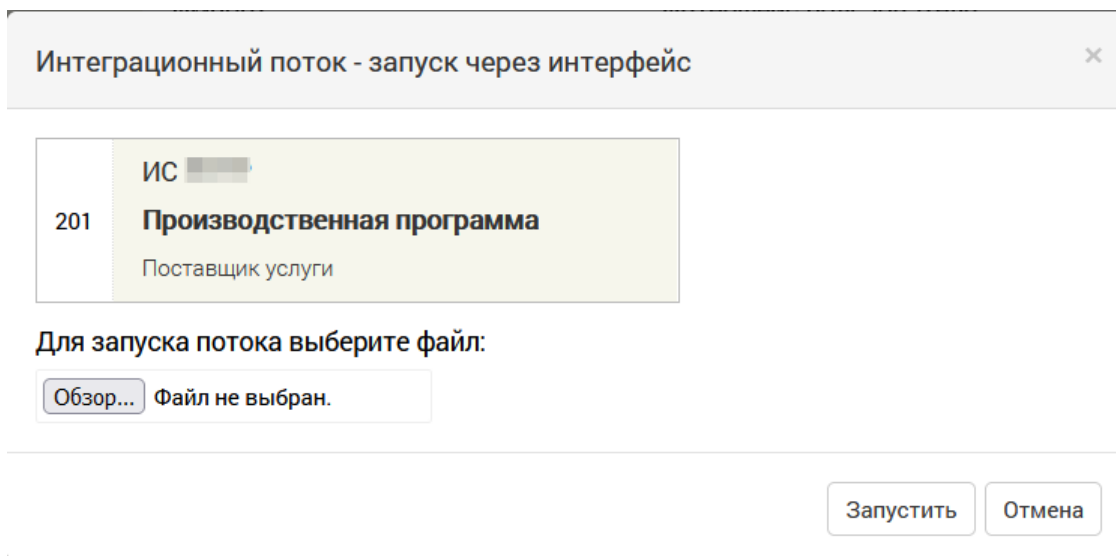 Интеграционный поток - запуск через интерфейс
×
ИС
201
Производственная программа
Поставщик услуги
Для запуска потока выберите файл:
Обзор... Файл не выбран.
Запустить
Отмена